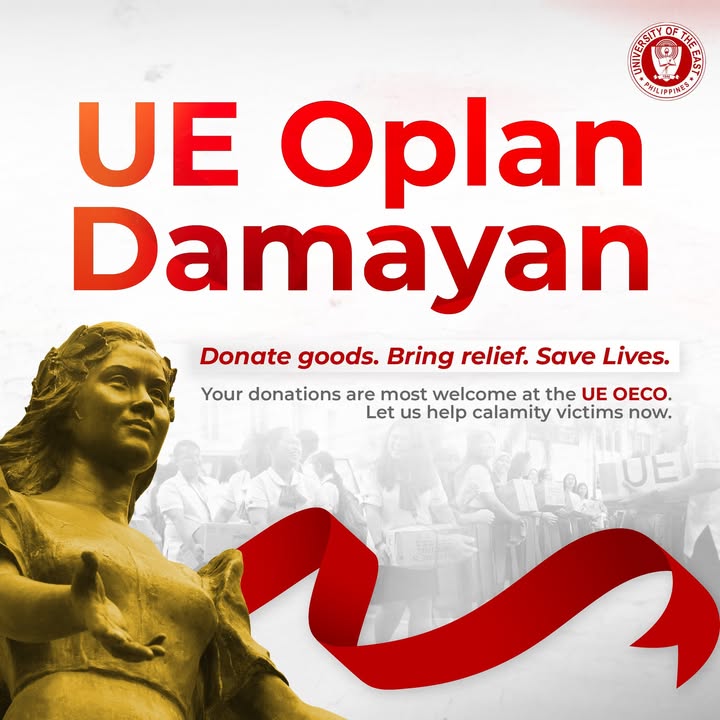 UNIVERSITY OF THE EAST
PHILIPPINES
UE Oplan
Damayan
Donate goods. Bring relief. Save Lives.
Your donations are most welcome at the UE OECO.
Let us help calamity victims now.
UE